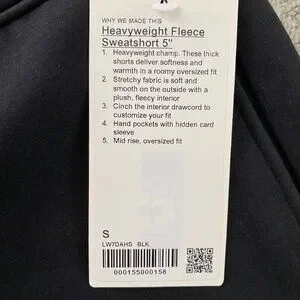 WHY WE MADE THIS
Heavyweight Fleece
Sweatshort 5"
1. Heavyweight champ. These thick
shorts deliver softness and
warmth in a roomy oversized fit
2. Stretchy fabric is soft and
smooth on the outside with a
plush, fleecy interior
3. Cinch the interior drawcord to
customize your fit
4. Hand pockets with hidden card
sleeve
5. Mid rise, oversized fit
S
LW7DAHS BLK
000155000158